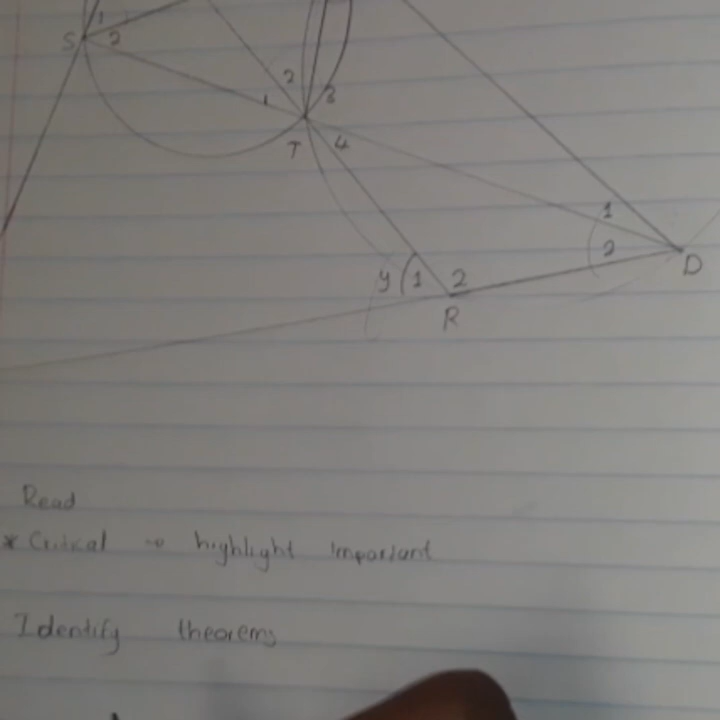 1
S 2
2
1 3
T 4
1
2
y 1 2
D
R
Read
* Critical → highlight important
Identify theorems